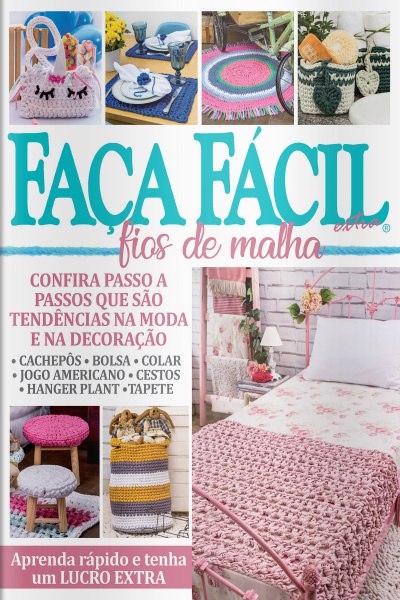 FAÇA FÁCIL
extra ®
fios de malha
CONFIRA PASSO A
PASSOS QUE SÃO
TENDÊNCIAS NA MODA
E NA DECORAÇÃO
• CACHEPÔS • BOLSA • COLAR
• JOGO AMERICANO • CESTOS
• HANGER PLANT • TAPETE
Aprenda rápido e tenha
um LUCRO EXTRA